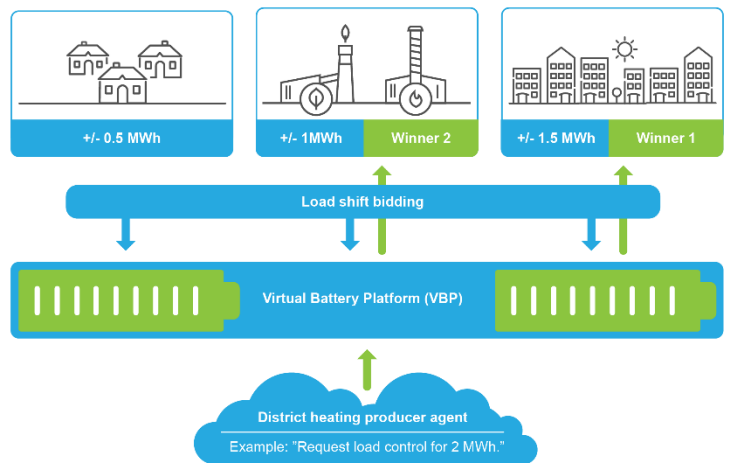 +/- 0.5 MWh
+/- 1MWh
Winner 2
+/- 1.5 MWh
Winner 1
Load shift bidding
Virtual Battery Platform (VBP)
District heating producer agent
Example: ”Request load control for 2 MWh.”